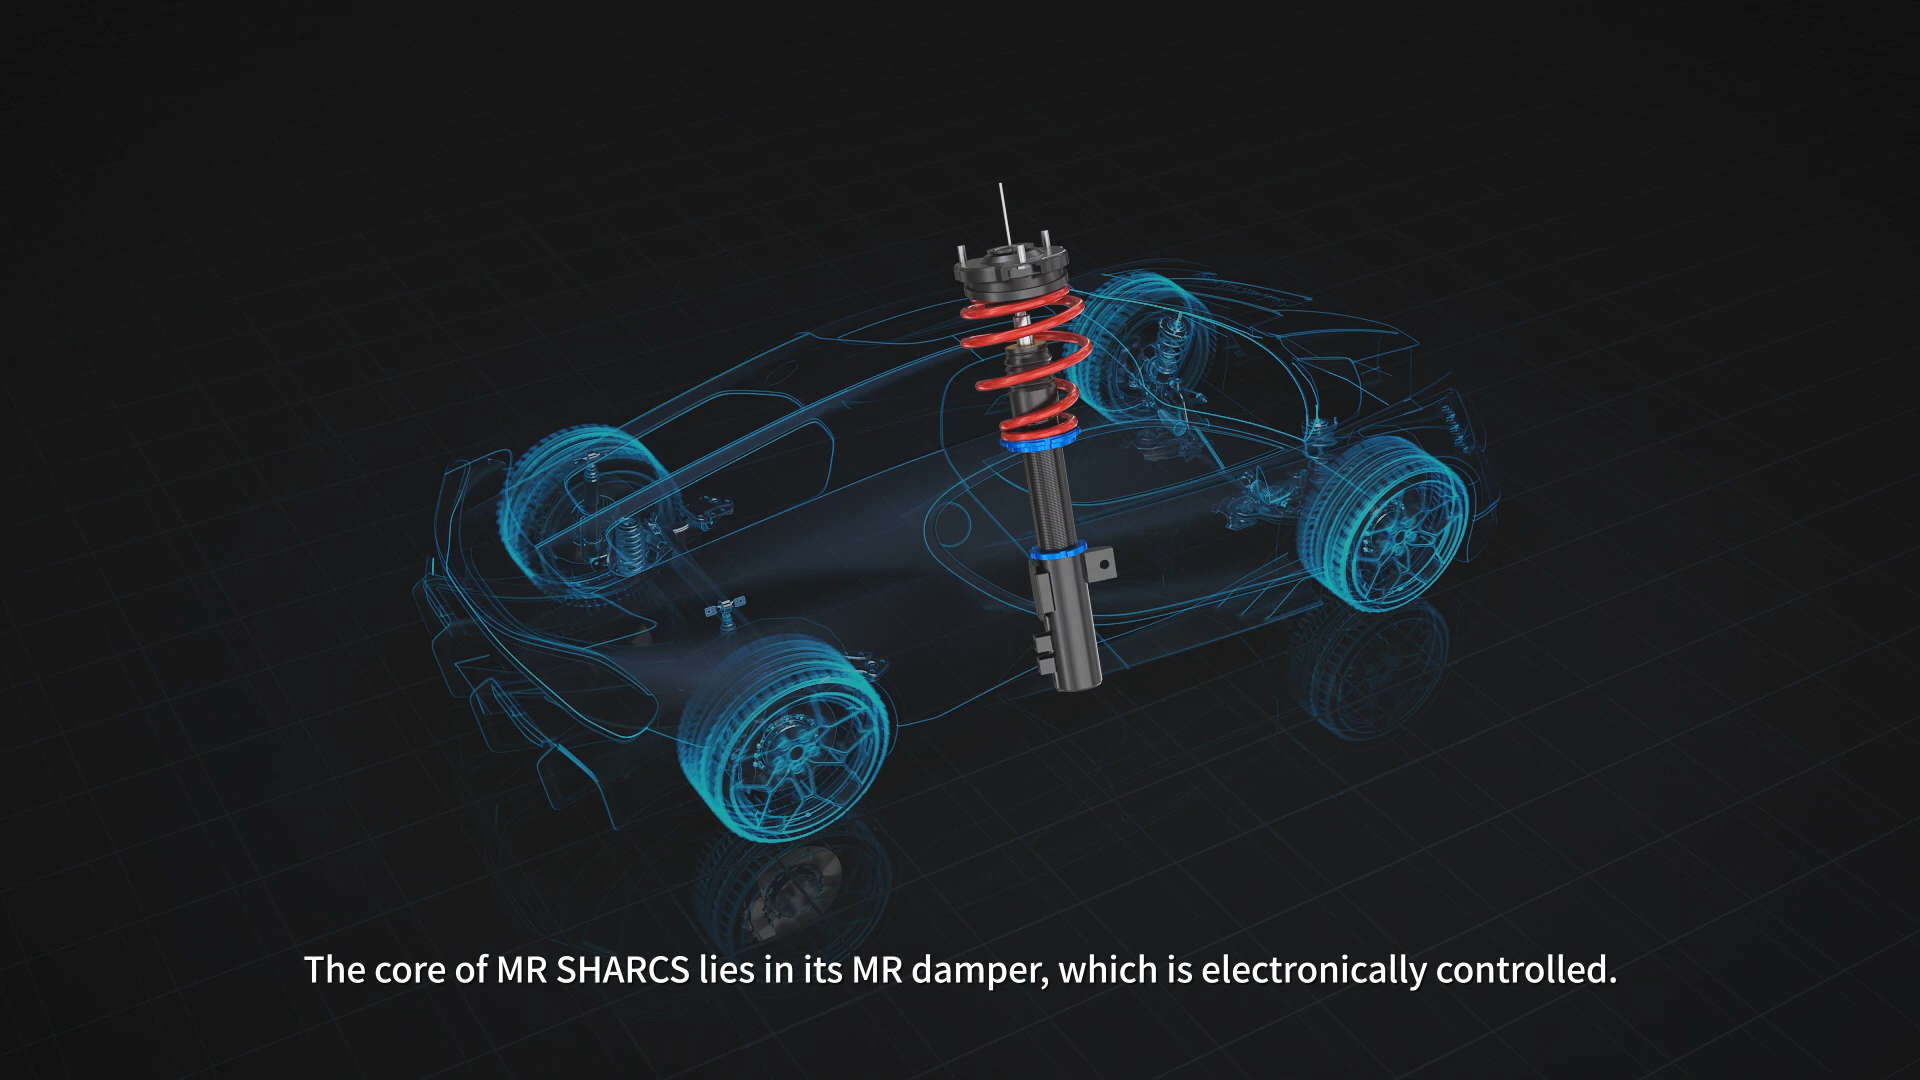 The core of MR SHARCS lies in its MR damper, which is electronically controlled.